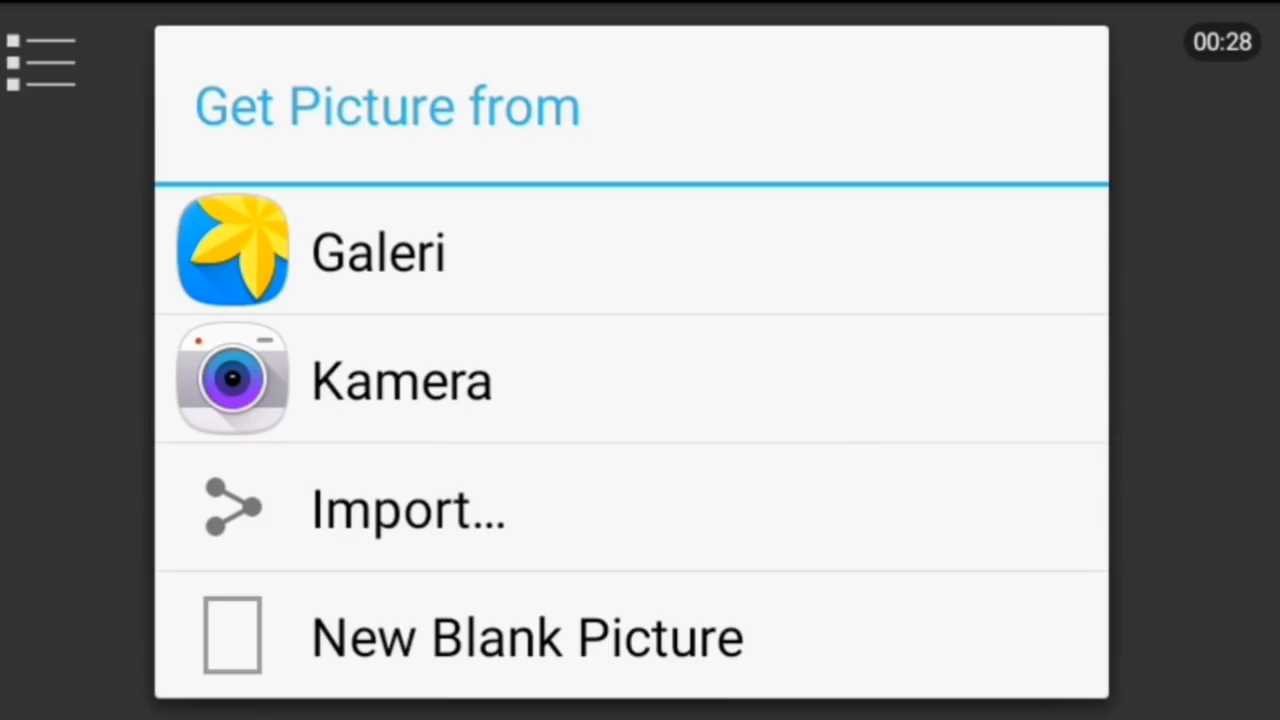 00:28
Get Picture from
Galeri
Kamera
Import...
New Blank Picture